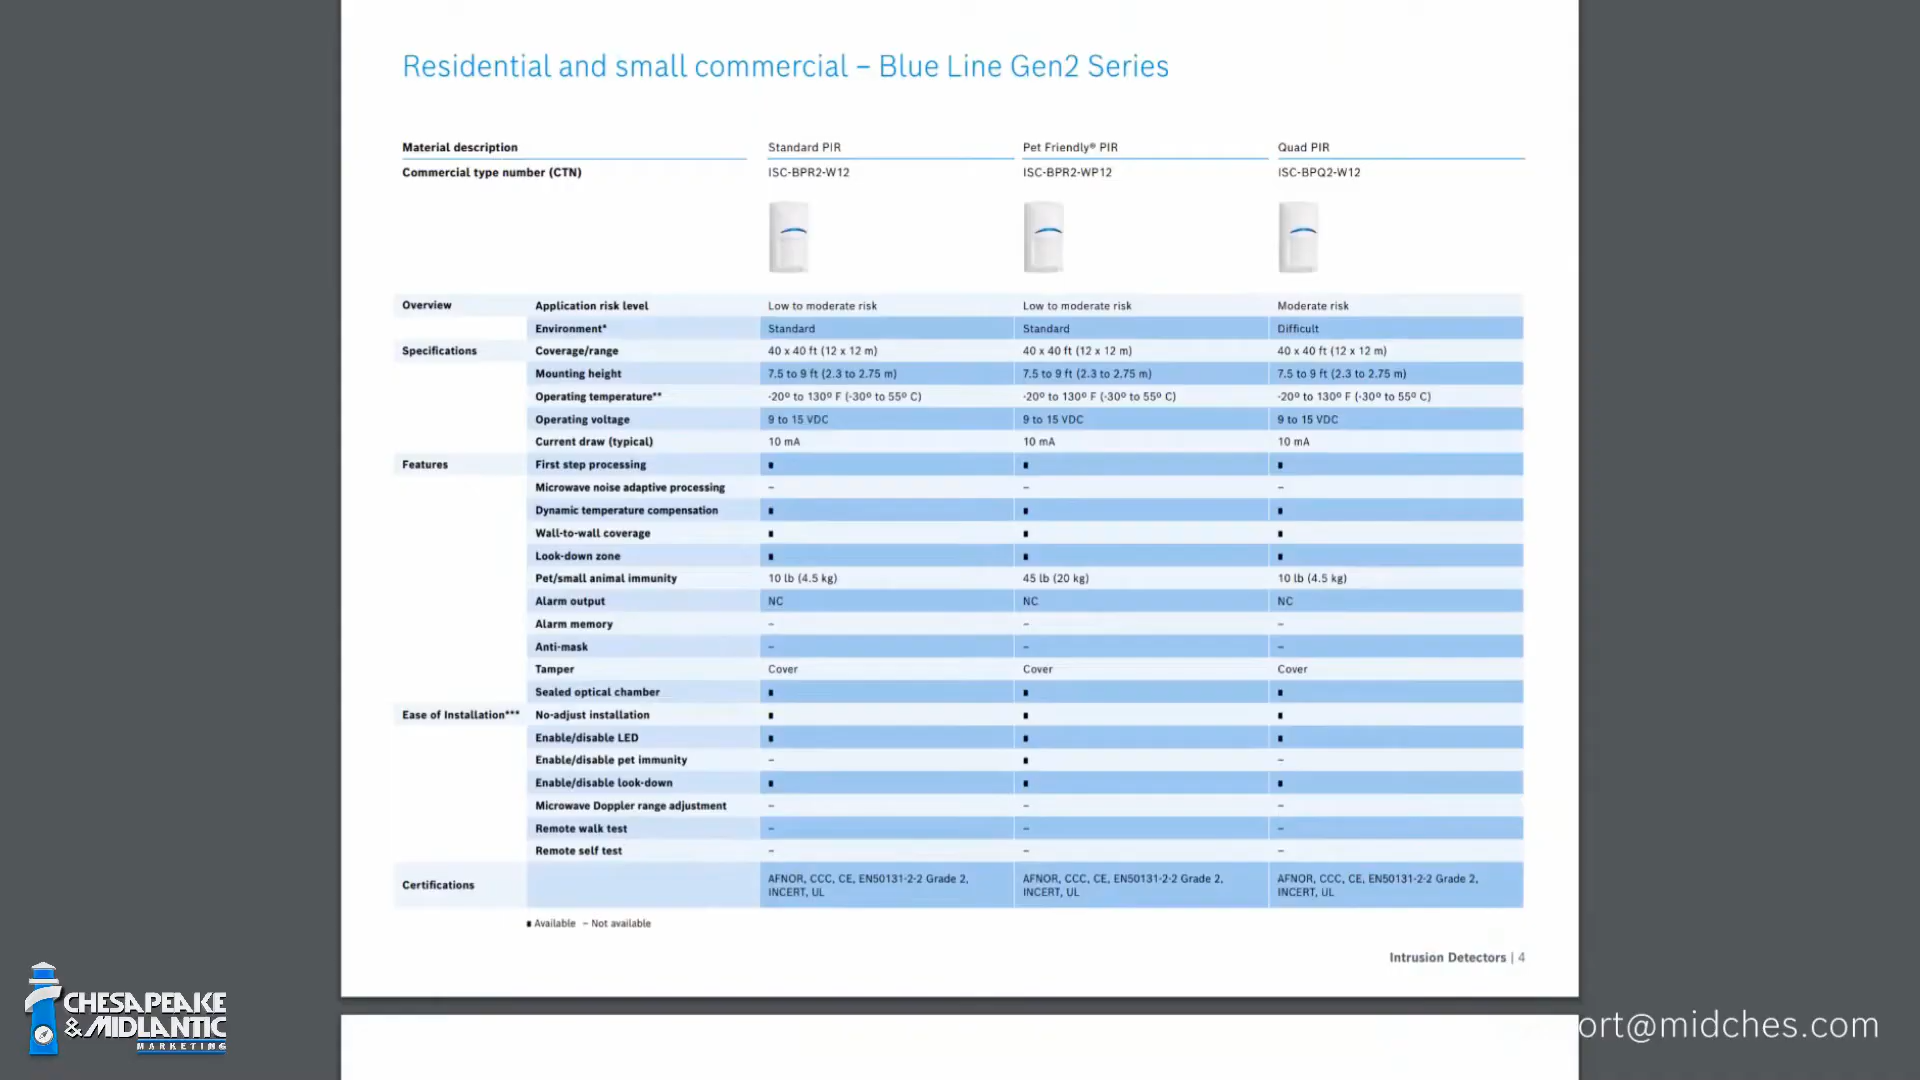 Residential and small commercial – Blue Line Gen2 Series
Material description Standard PIR Pet Friendly® PIR Quad PIR
Commercial type number (CTN) ISC-BPR2-W12 ISC-BPR2-WP12 ISC-BPQ2-W12
Overview Application risk level Low to moderate risk Low to moderate risk Moderate risk
Environment* Standard Standard Difficult
Specifications Coverage/range 40 x 40 ft (12 x 12 m) 40 x 40 ft (12 x 12 m) 40 x 40 ft (12 x 12 m)
Mounting height 7.5 to 9 ft (2.3 to 2.75 m) 7.5 to 9 ft (2.3 to 2.75 m) 7.5 to 9 ft (2.3 to 2.75 m)
Operating temperature** -20º to 130º F (-30º to 55º C) -20º to 130º F (-30º to 55º C) -20º to 130º F (-30º to 55º C)
Operating voltage 9 to 15 VDC 9 to 15 VDC 9 to 15 VDC
Current draw (typical) 10 mA 10 mA 10 mA
Features First step processing ▪ ▪ ▪
Microwave noise adaptive processing – – –
Dynamic temperature compensation ▪ ▪ ▪
Wall-to-wall coverage ▪ ▪ ▪
Look-down zone ▪ ▪ ▪
Pet/small animal immunity 10 lb (4.5 kg) 45 lb (20 kg) 10 lb (4.5 kg)
Alarm output NC NC NC
Alarm memory – – –
Anti-mask – – –
Tamper Cover Cover Cover
Sealed optical chamber ▪ ▪ ▪
Ease of Installation*** No-adjust installation ▪ ▪ ▪
Enable/disable LED ▪ ▪ ▪
Enable/disable pet immunity – ▪ –
Enable/disable look-down ▪ ▪ ▪
Microwave Doppler range adjustment – – –
Remote walk test – – –
Remote self test – – –
Certifications AFNOR, CCC, CE, EN50131-2-2 Grade 2, AFNOR, CCC, CE, EN50131-2-2 Grade 2, AFNOR, CCC, CE, EN50131-2-2 Grade 2,
INCERT, UL INCERT, UL INCERT, UL
▪ Available – Not available
Intrusion Detectors | 4
CHESAPEAKE
& MIDLANTIC
MARKETING
ort@midches.com